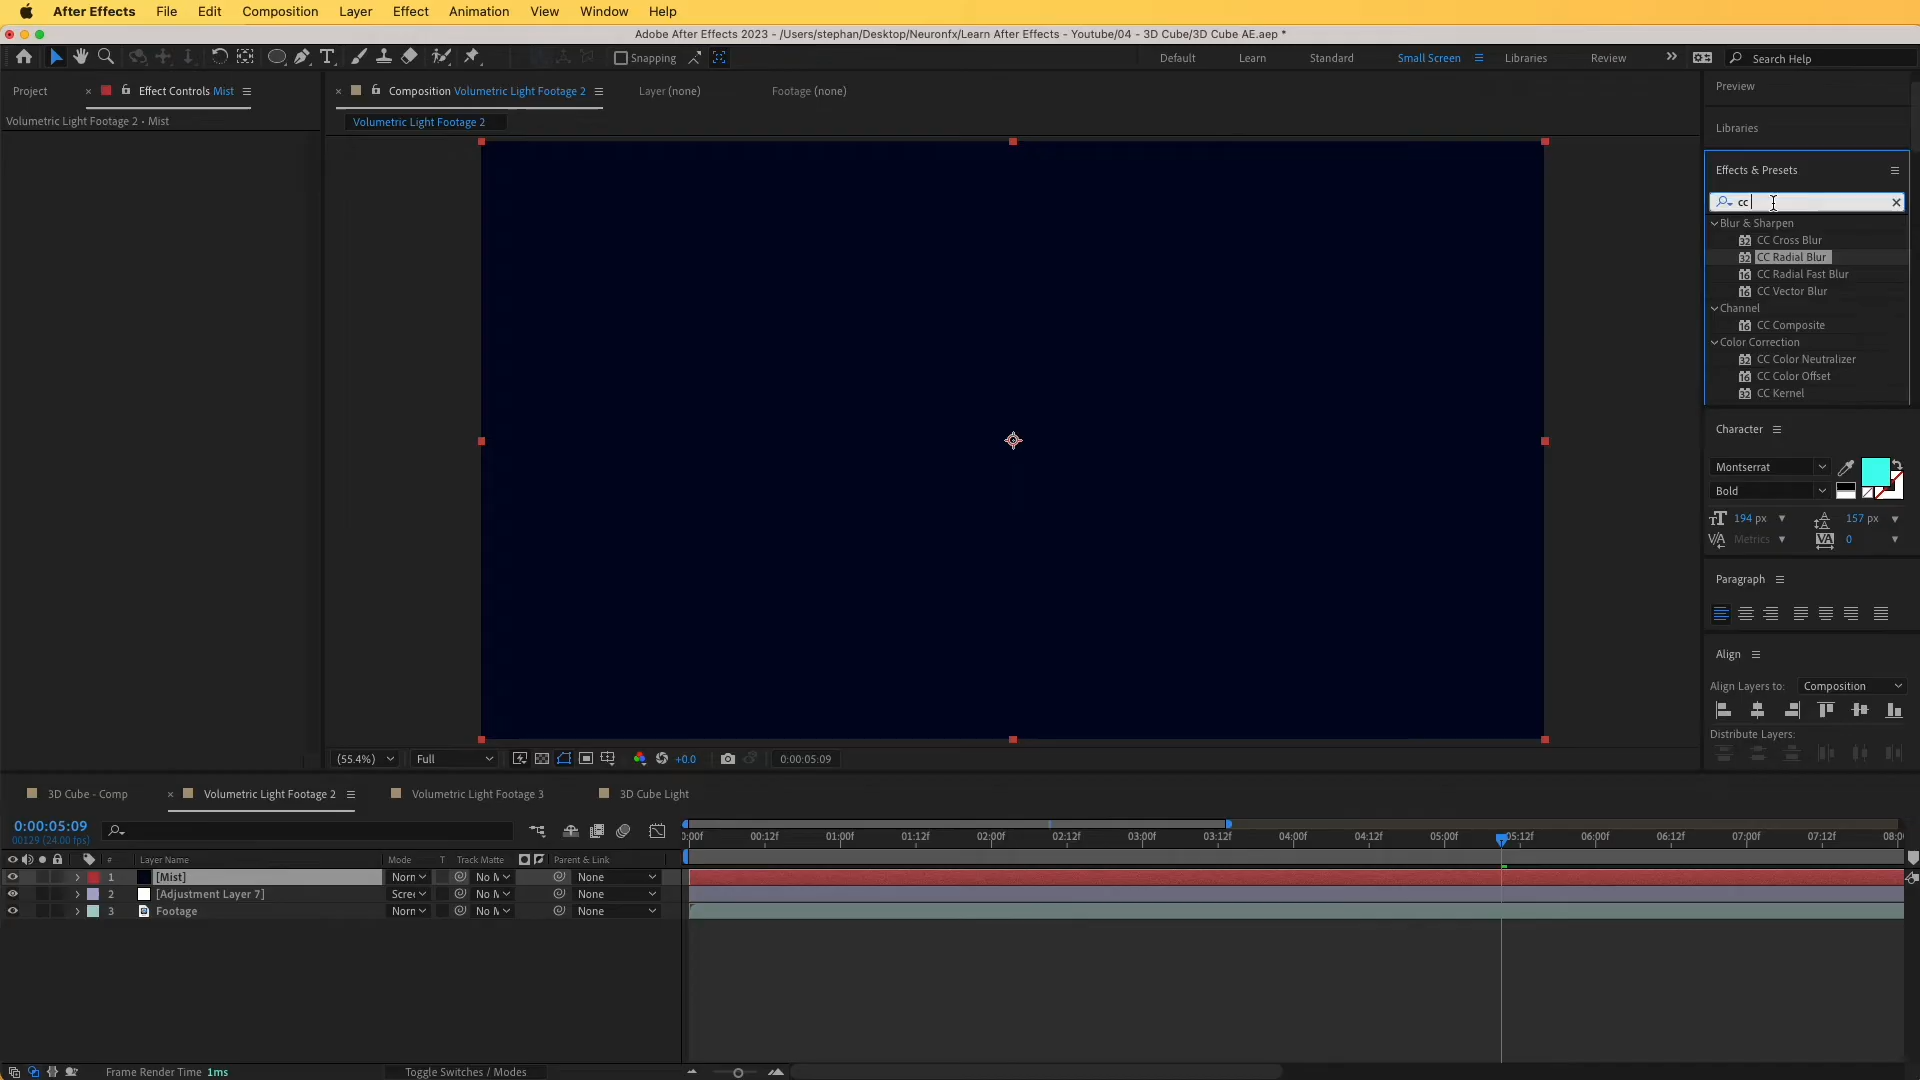 After Effects File Edit Composition Layer Effect Animation View Window Help
Adobe After Effects 2023 - /Users/stephan/Desktop/Neuronfx/Learn After Effects - Youtube/04 - 3D Cube/3D Cube AE.aep *
Snapping Default Learn Standard Small Screen Libraries Review Search Help
Project Effect Controls Mist Composition Volumetric Light Footage 2 Layer (none) Footage (none) Preview
Volumetric Light Footage 2 • Mist Volumetric Light Footage 2
Libraries
Effects & Presets
cc
Blur & Sharpen
CC Cross Blur
CC Radial Blur
CC Radial Fast Blur
CC Vector Blur
Channel
CC Composite
Color Correction
CC Color Neutralizer
CC Color Offset
CC Kernel
Character
Montserrat
Bold
194 px 157 px
Metrics 0
Paragraph
Align
Align Layers to: Composition
Distribute Layers:
(55.4%) Full +0.0 0:00:05:09
3D Cube - Comp Volumetric Light Footage 2 Volumetric Light Footage 3 3D Cube Light
0:00:05:09
00129 (24.00 fps)
0:00f 00:12f 01:00f 01:12f 02:00f 02:12f 03:00f 03:12f 04:00f 04:12f 05:00f 05:12f 06:00f 06:12f 07:00f 07:12f 08:0
# Layer Name Mode T Track Matte Parent & Link
1 [Mist] Norn No M None
2 [Adjustment Layer 7] Scree No M None
3 Footage Norn No M None
Frame Render Time 1ms Toggle Switches / Modes